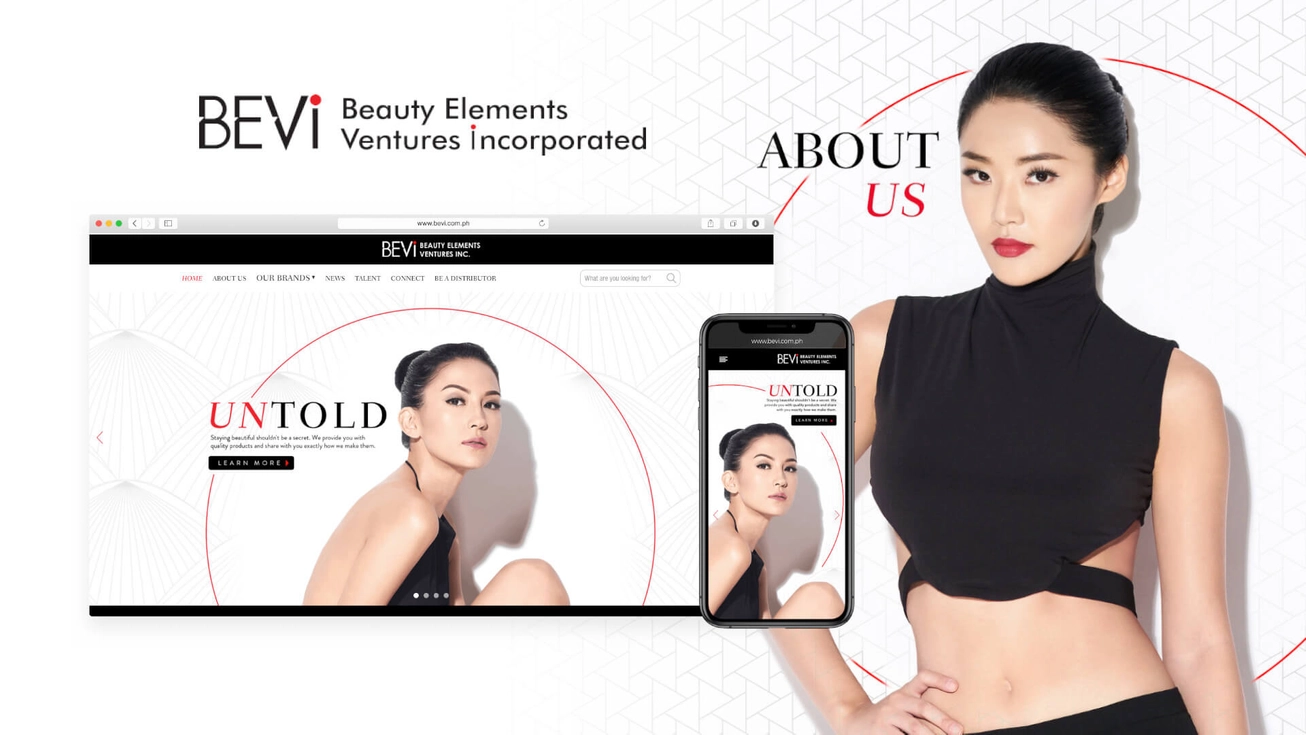 BEVi Beauty Elements
Ventures incorporated
ABOUT
US
www.bevi.com.ph
BEVi BEAUTY ELEMENTS
VENTURES INC.
HOME ABOUT US OUR BRANDS NEWS TALENT CONNECT BE A DISTRIBUTOR What are you looking for?
UNTOLD
Staying beautiful shouldn't be a secret. We provide you with
quality products and share with you exactly how we make them.
LEARN MORE
www.bevi.com.ph
BEVi BEAUTY ELEMENTS
VENTURES INC.
UNTOLD
Staying beautiful shouldn't be a secret. We
provide you with quality products and share
with you exactly how we make them.
LEARN MORE